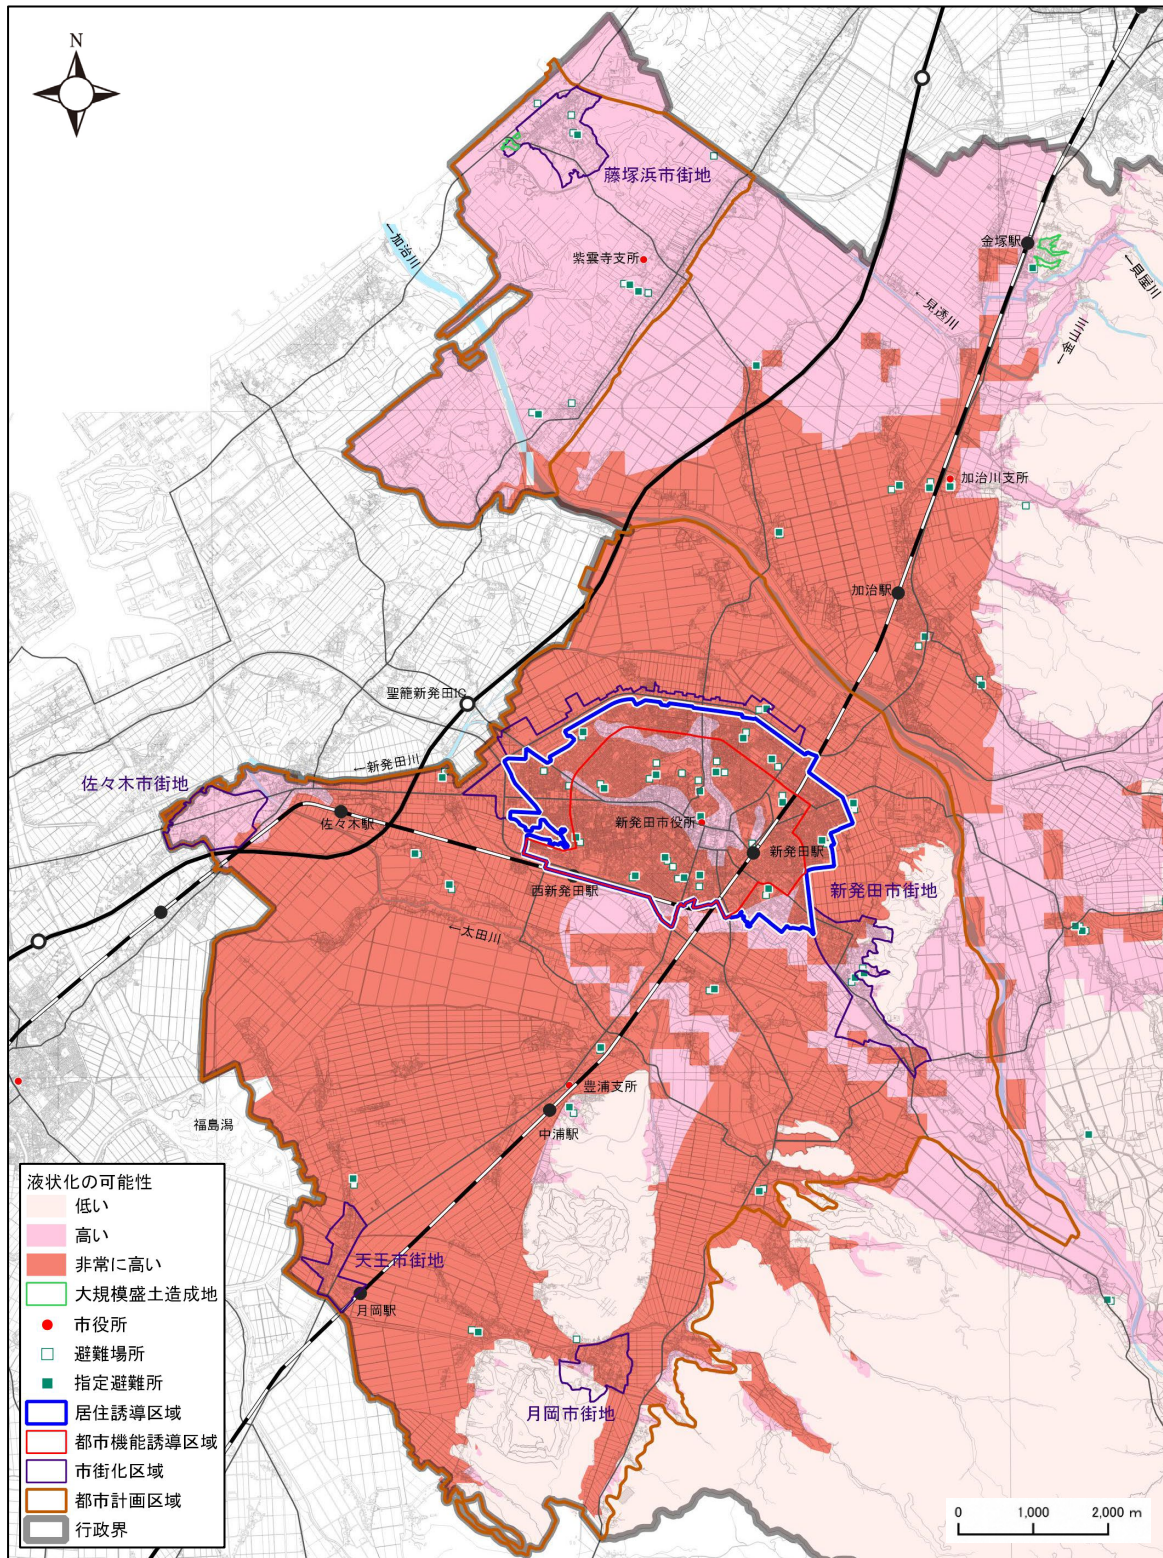 N
藤塚浜市街地
←加治川
紫雲寺支所
金塚駅
←貝屋川
←見透川
←金山川
加治川支所
加治駅
聖籠新発田IC
←新発田川
佐々木市街地
佐々木駅
新発田市役所
新発田駅
西新発田駅
新発田市街地
←太田川
豊浦支所
中浦駅
福島潟
天王市街地
月岡駅
月岡市街地
液状化の可能性
低い
高い
非常に高い
大規模盛土造成地
市役所
避難場所
指定避難所
居住誘導区域
都市機能誘導区域
市街化区域
都市計画区域
行政界
0 1,000 2,000 m